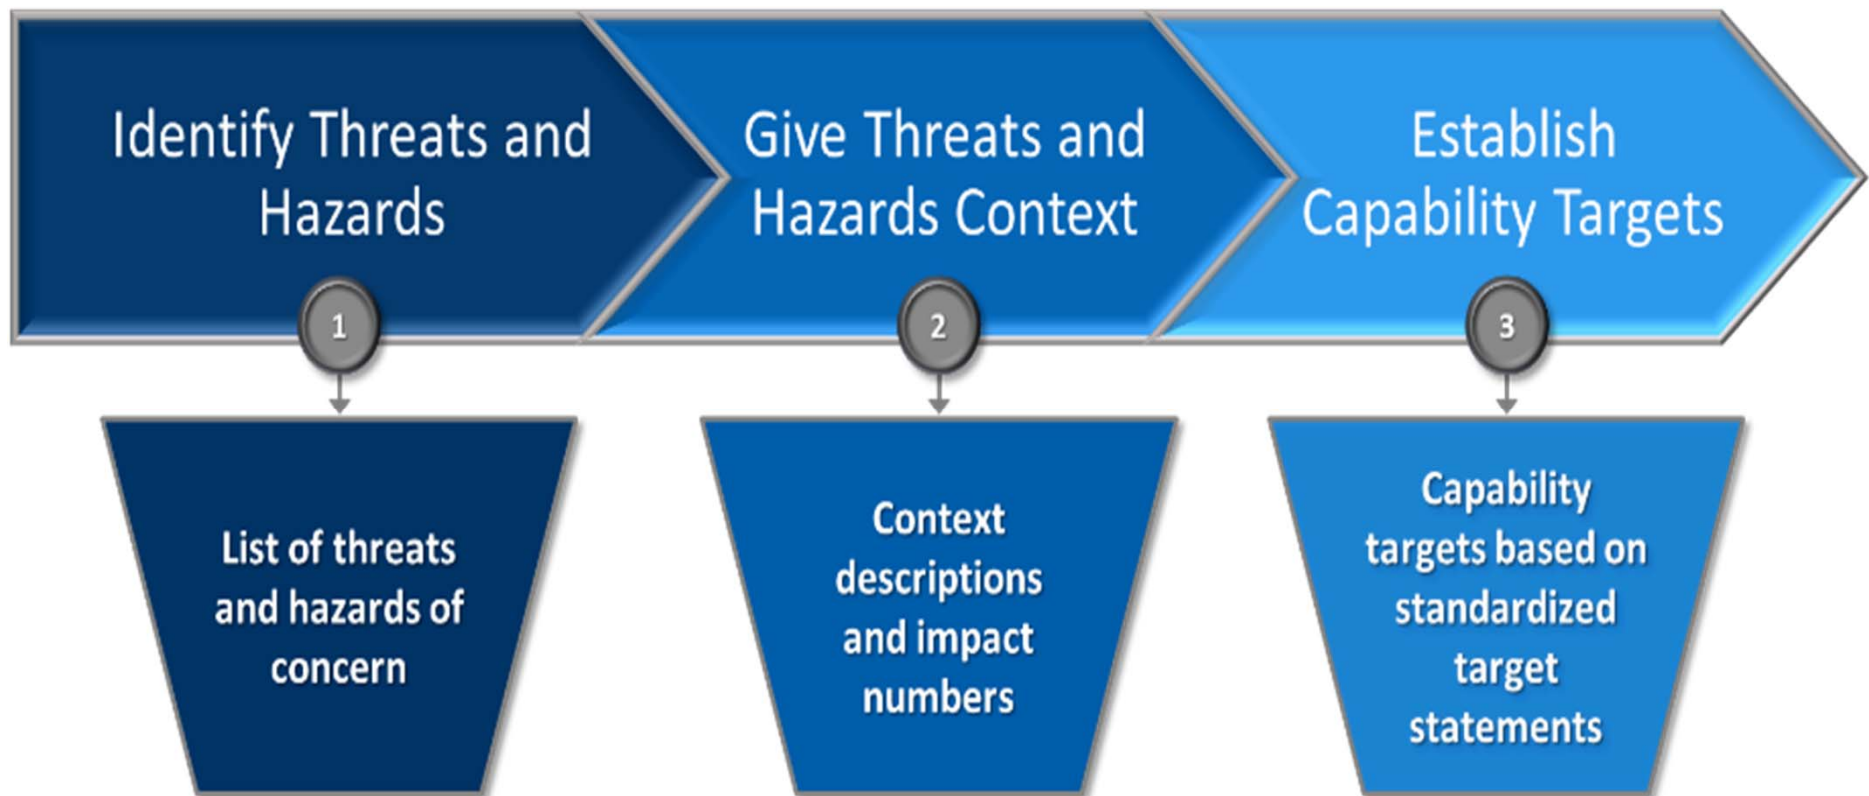 Identify Threats and
Hazards
Give Threats and
Hazards Context
Establish
Capability Targets
1
2
3
List of threats
and hazards of
concern
Context
descriptions
and impact
numbers
Capability
targets based on
standardized
target
statements